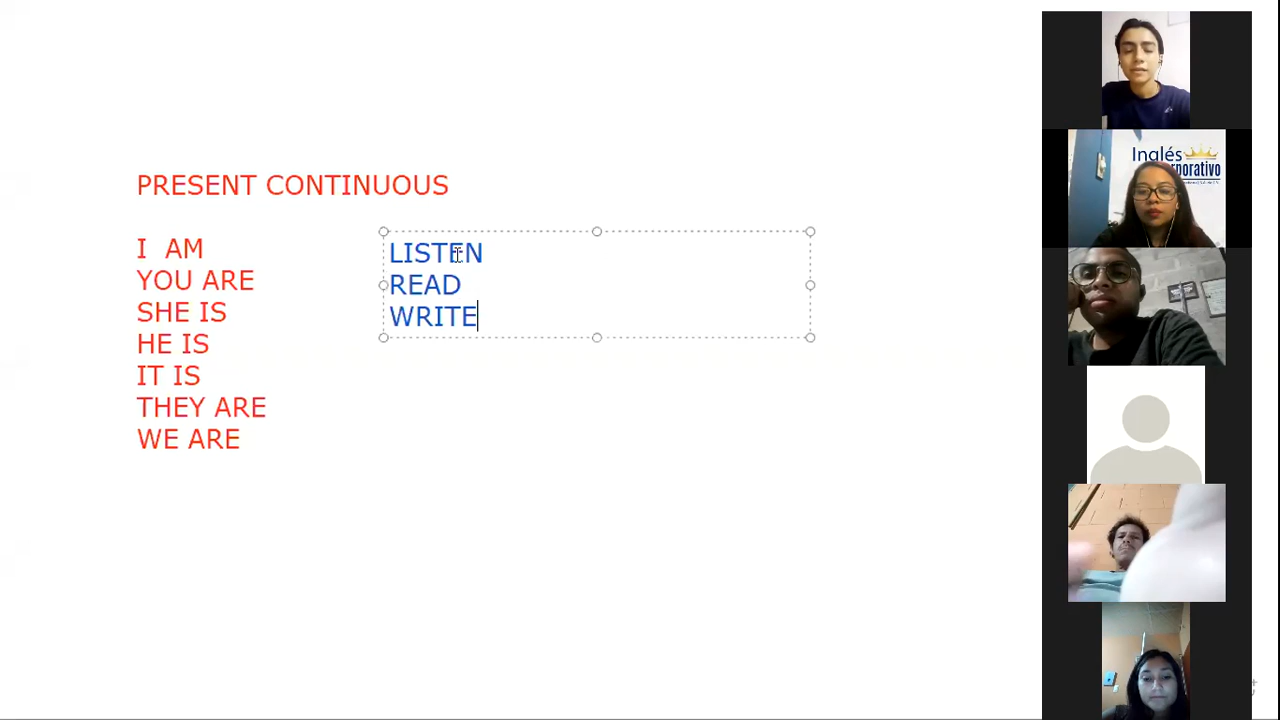 PRESENT CONTINUOUS
I AM
YOU ARE
SHE IS
HE IS
IT IS
THEY ARE
WE ARE
LISTEN
READ
WRITE
Inglés